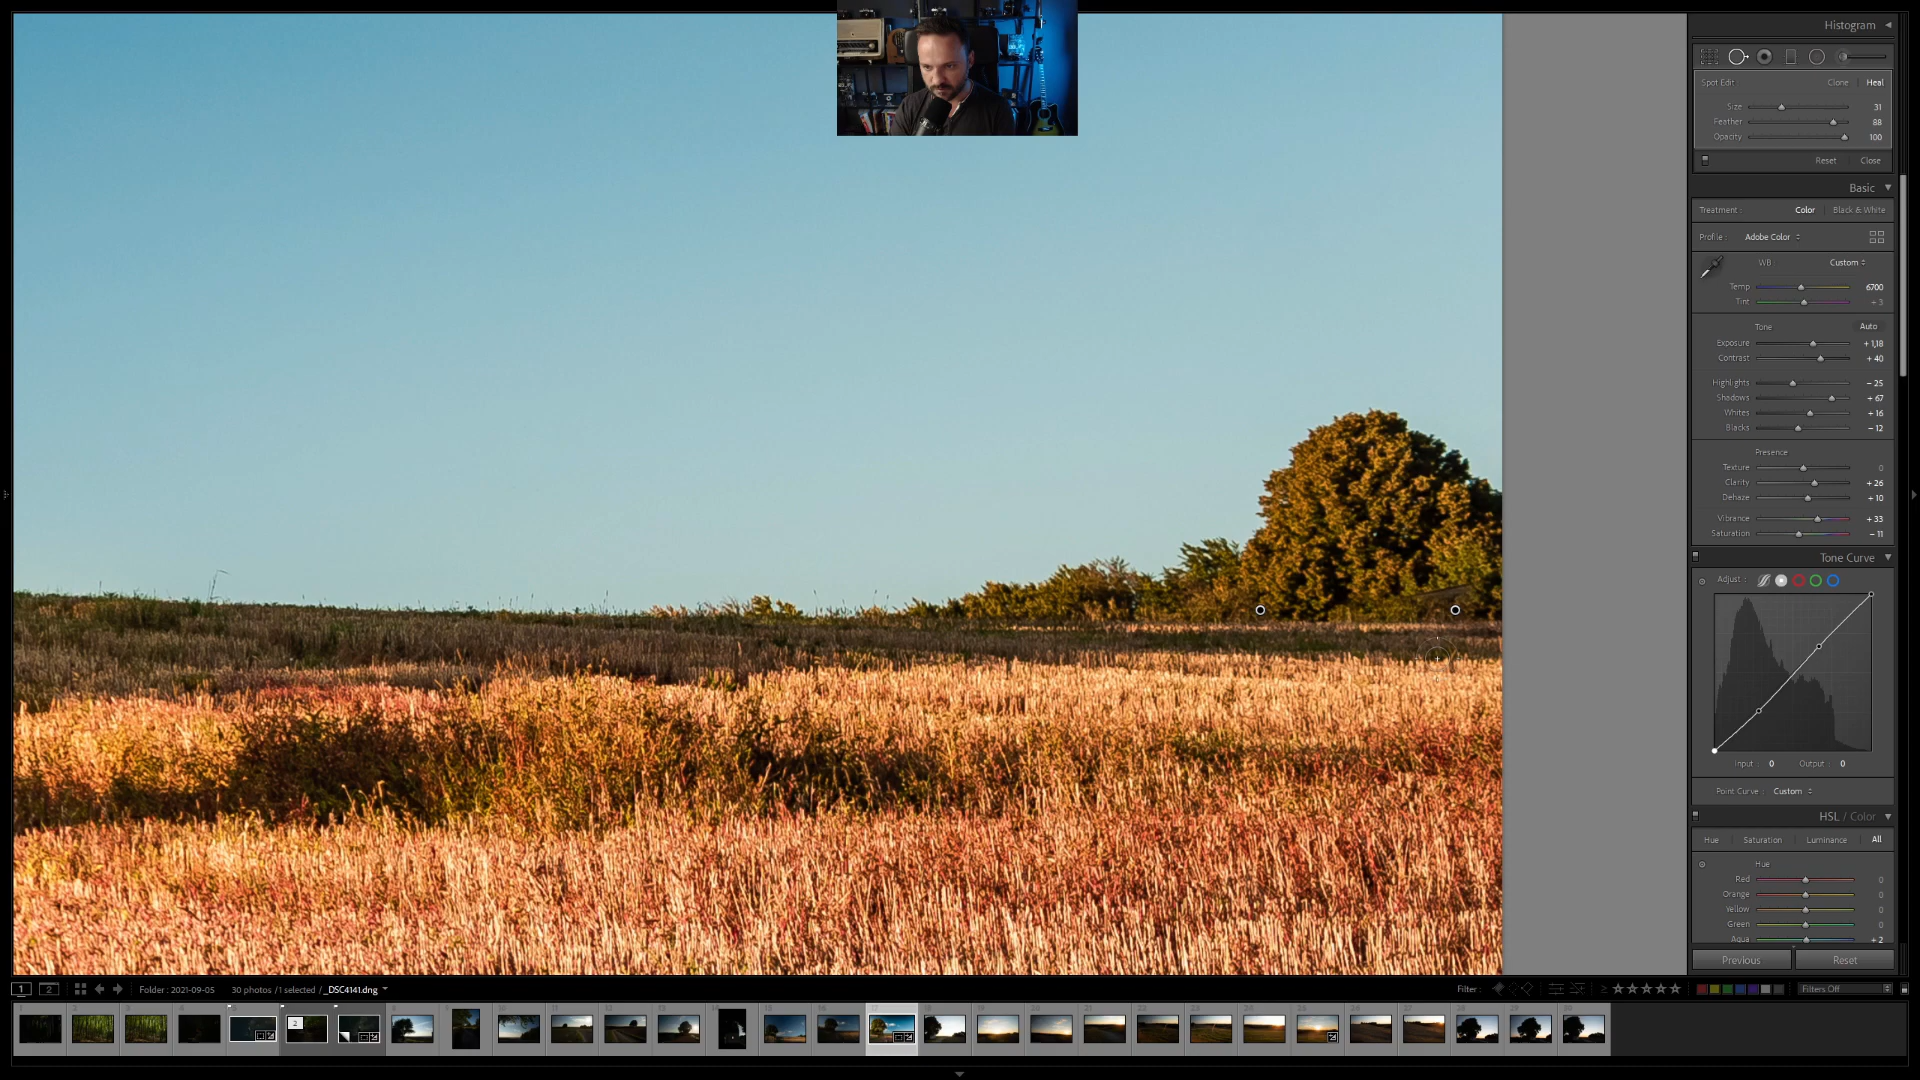 Histogram
Spot Edit Clone Heal
Size 31
Feather 88
Opacity 100
Reset Close
Basic
Treatment : Color Black & White
Profile : Adobe Color
WB : Custom
Temp 6700
Tint + 3
Tone Auto
Exposure + 1,18
Contrast + 40
Highlights − 25
Shadows + 67
Whites + 16
Blacks − 12
Presence
Texture 0
Clarity + 26
Dehaze + 10
Vibrance + 33
Saturation − 11
Tone Curve
Adjust :
Input : 0 Output : 0
Point Curve : Custom
HSL / Color
Hue Saturation Luminance All
Hue
Red 0
Orange 0
Yellow 0
Green 0
Aqua + 2
Previous Reset
1 2 Folder : 2021-09-05 30 photos / 1 selected / _DSC4141.dng Filter : Filters Off
2